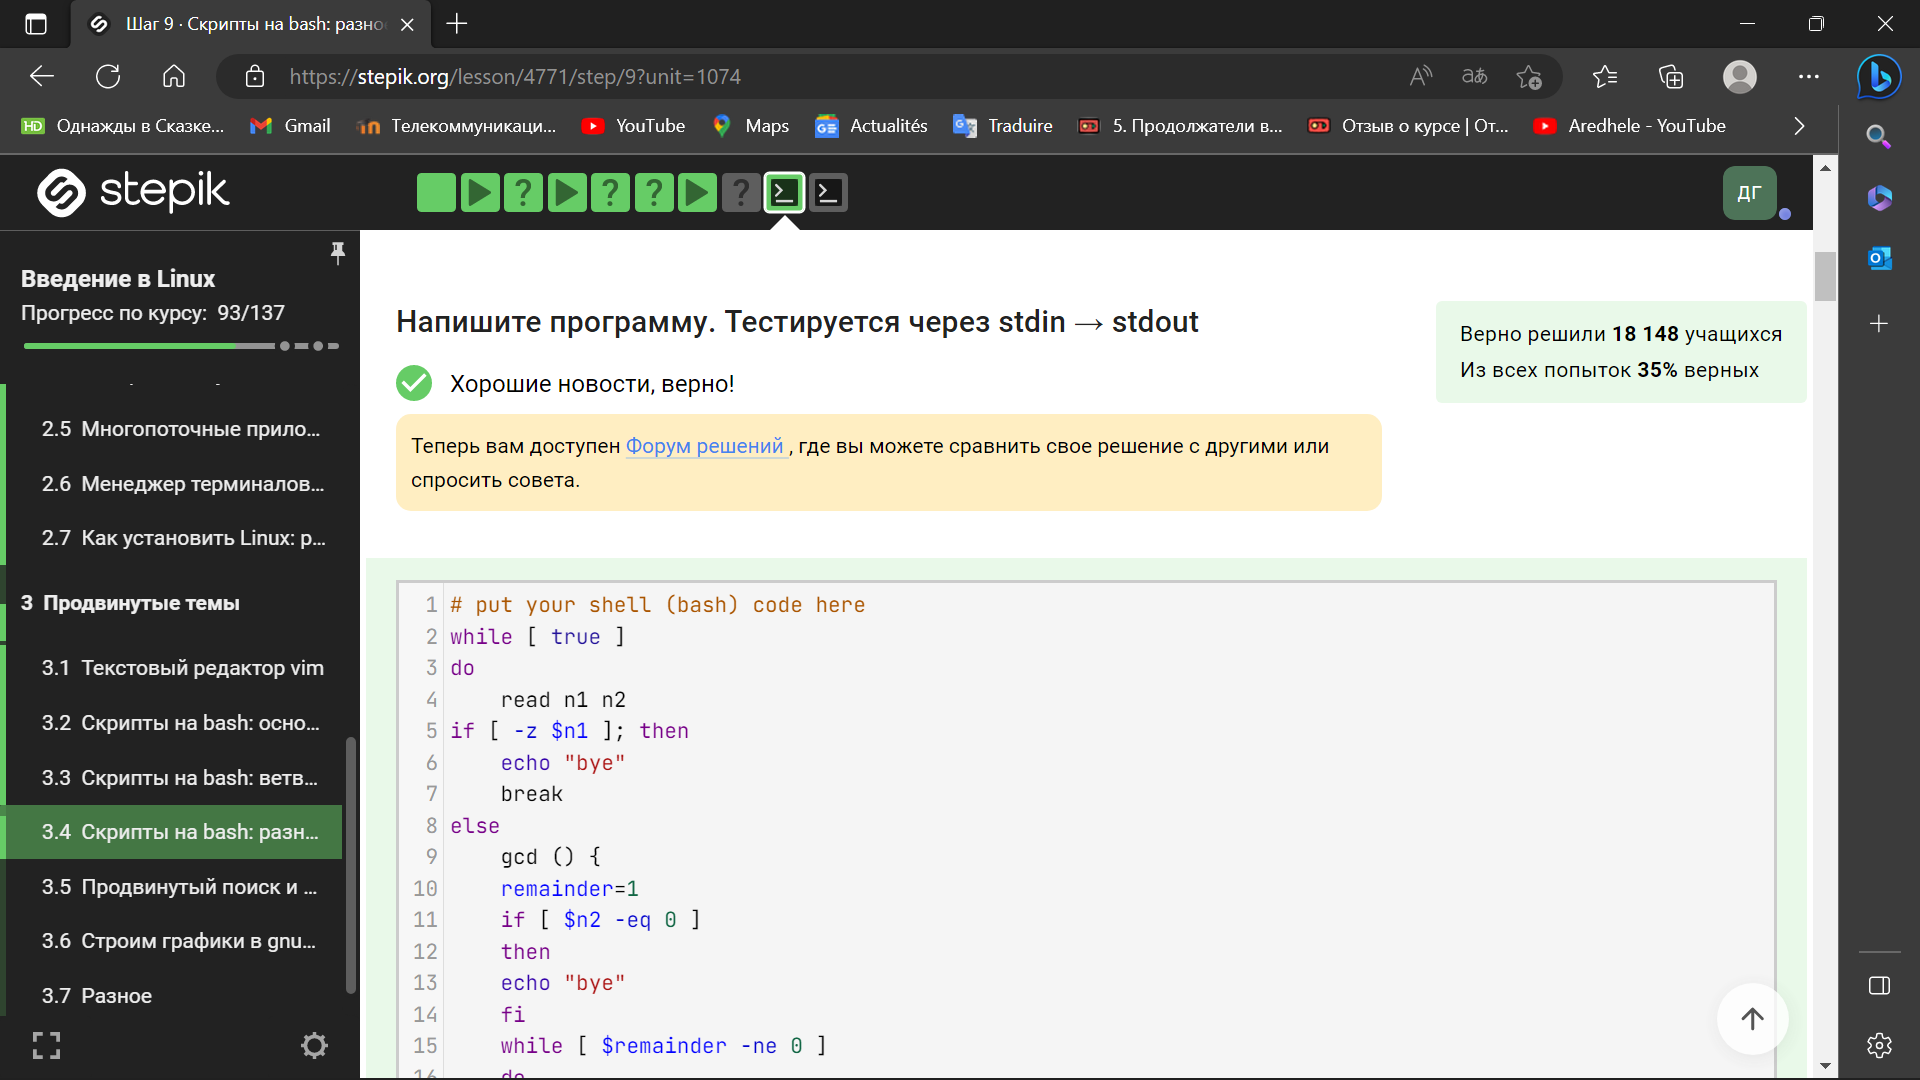 Шаг 9 · Скрипты на bash: разно
https://stepik.org/lesson/4771/step/9?unit=1074
Однажды в Сказке...
Gmail
Телекоммуникаци...
YouTube
Maps
Actualités
Traduire
5. Продолжатели в...
Отзыв о курсе | От...
Aredhele - YouTube
stepik
ДГ
Введение в Linux
Прогресс по курсу: 93/137
2.5 Многопоточные прило...
2.6 Менеджер терминалов...
2.7 Как установить Linux: р...
3 Продвинутые темы
3.1 Текстовый редактор vim
3.2 Скрипты на bash: осно...
3.3 Скрипты на bash: ветв...
3.4 Скрипты на bash: разн...
3.5 Продвинутый поиск и ...
3.6 Строим графики в gnu...
3.7 Разное
Напишите программу. Тестируется через stdin → stdout
Хорошие новости, верно!
Теперь вам доступен Форум решений , где вы можете сравнить свое решение с другими или
спросить совета.
Верно решили 18 148 учащихся
Из всех попыток 35% верных
1 # put your shell (bash) code here
2 while [ true ]
3 do
4 read n1 n2
5 if [ -z $n1 ]; then
6 echo "bye"
7 break
8 else
9 gcd () {
10 remainder=1
11 if [ $n2 -eq 0 ]
12 then
13 echo "bye"
14 fi
15 while [ $remainder -ne 0 ]
16 do